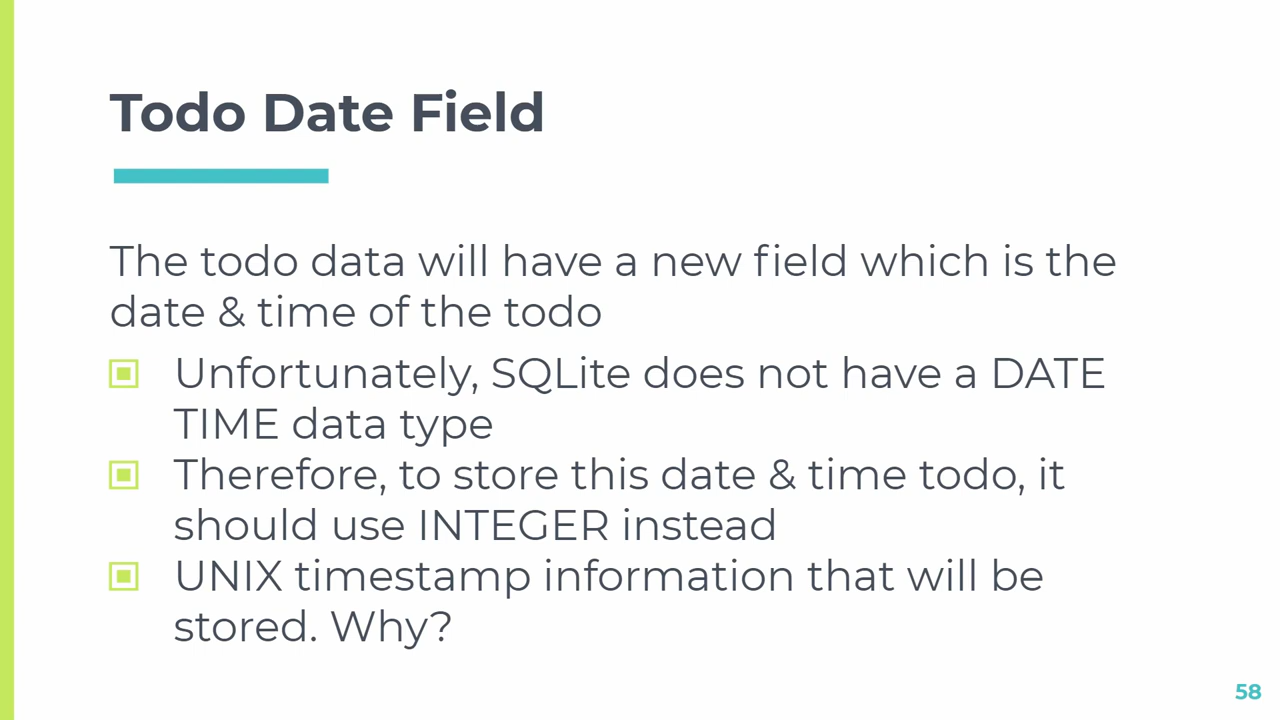 Todo Date Field
The todo data will have a new field which is the
date & time of the todo
Unfortunately, SQLite does not have a DATE
TIME data type
Therefore, to store this date & time todo, it
should use INTEGER instead
UNIX timestamp information that will be
stored. Why?
58